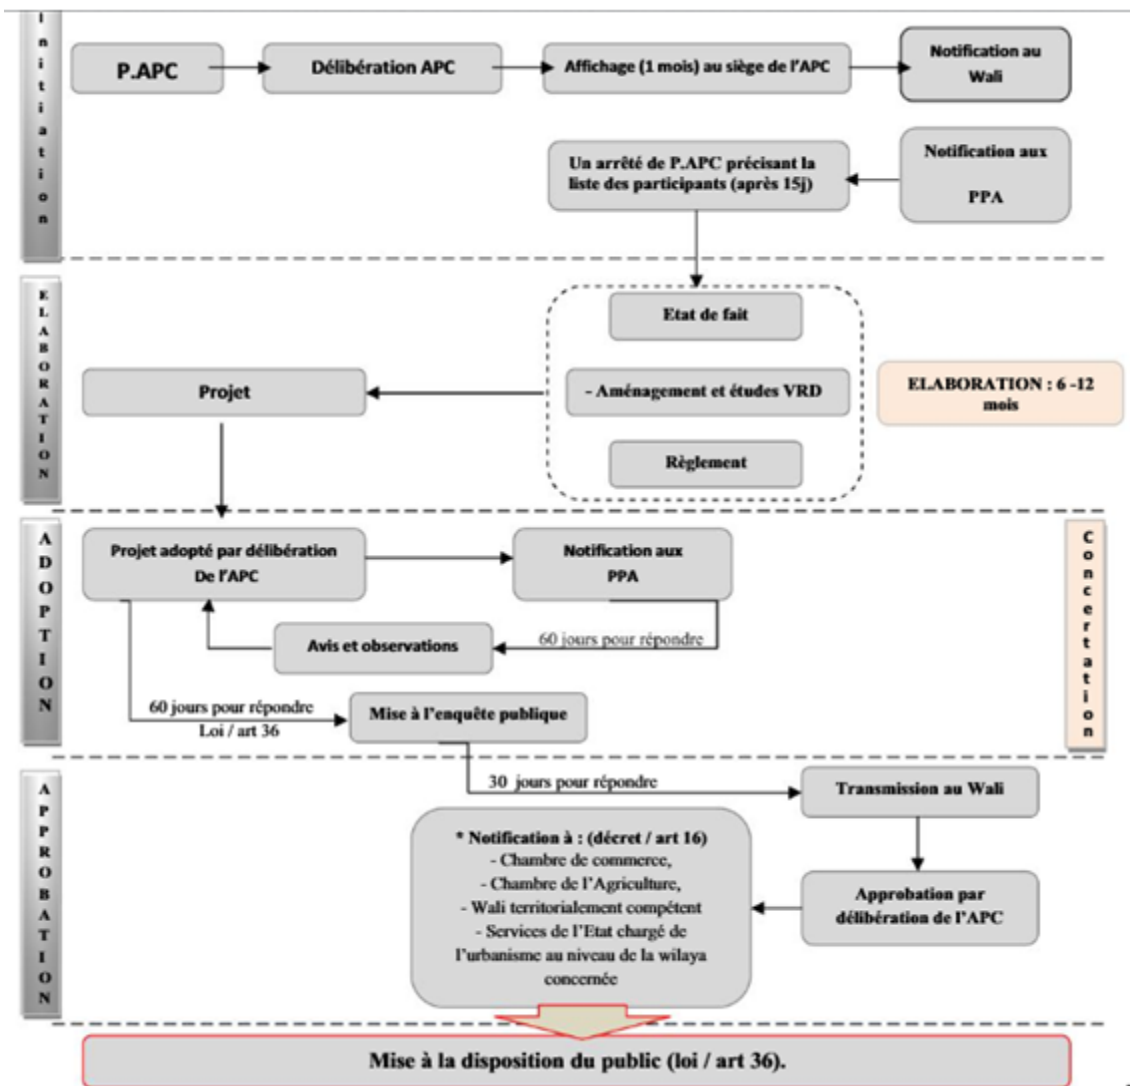 Initiation
P.APC
Délibération APC
Affichage (1 mois) au siège de l'APC
Notification au
Wali
Un arrêté de P.APC précisant la
liste des participants (après 15j)
Notification aux
PPA
ELABORATION
Etat de fait
Projet
- Aménagement et études VRD
ELABORATION : 6 -12
mois
Règlement
ADOPTION
Projet adopté par délibération
De l'APC
Notification aux
PPA
Concertation
Avis et observations
60 jours pour répondre
60 jours pour répondre
Loi / art 36
Mise à l'enquête publique
APPROBATION
30 jours pour répondre
Transmission au Wali
* Notification à : (décret / art 16)
- Chambre de commerce,
- Chambre de l'Agriculture,
- Wali territorialement compétent
- Services de l'Etat chargé de
l'urbanisme au niveau de la wilaya
concernée
Approbation par
délibération de l'APC
Mise à la disposition du public (loi / art 36).